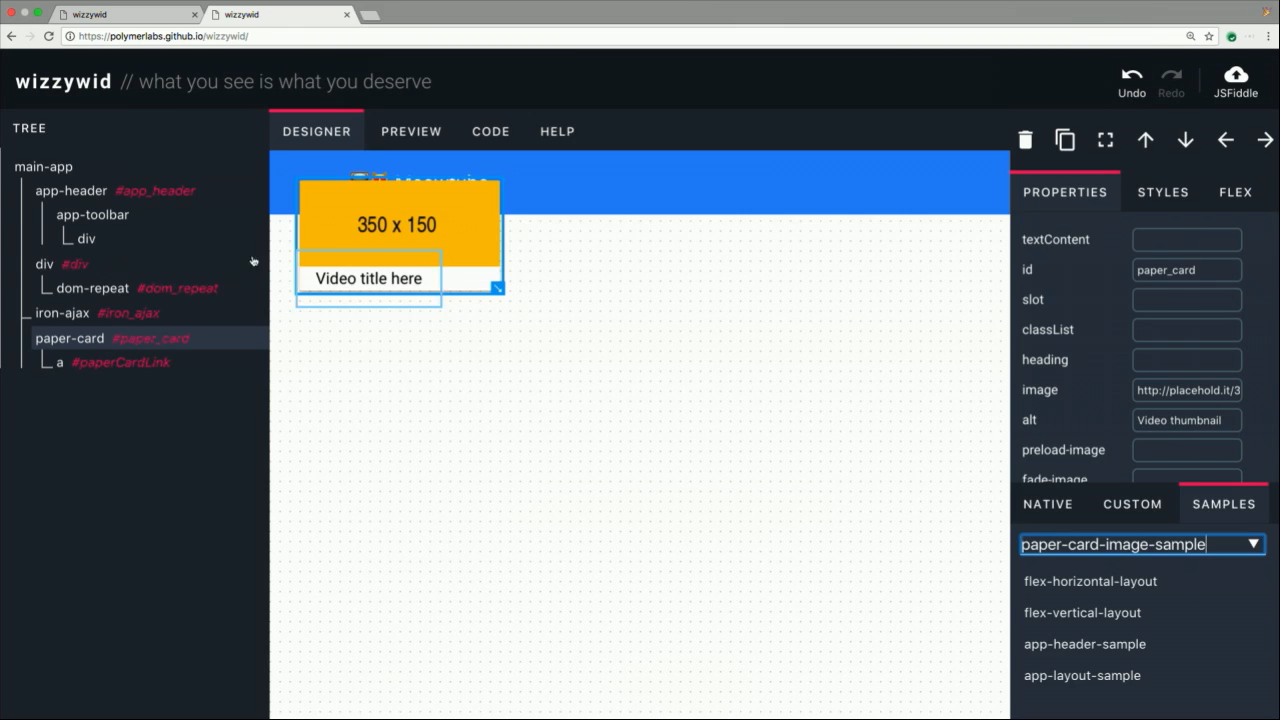 wizzywid
wizzywid
https://polymerlabs.github.io/wizzywid/
wizzywid // what you see is what you deserve
Undo
Redo
JSFiddle
TREE
DESIGNER
PREVIEW
CODE
HELP
main-app
app-header #app_header
app-toolbar
div
div #div
dom-repeat #dom_repeat
iron-ajax #iron_ajax
paper-card #paper_card
a #paperCardLink
350 x 150
Video title here
PROPERTIES
STYLES
FLEX
textContent
id paper_card
slot
classList
heading
image http://placehold.it/3
alt Video thumbnail
preload-image
fade-image
NATIVE
CUSTOM
SAMPLES
paper-card-image-sample
flex-horizontal-layout
flex-vertical-layout
app-header-sample
app-layout-sample